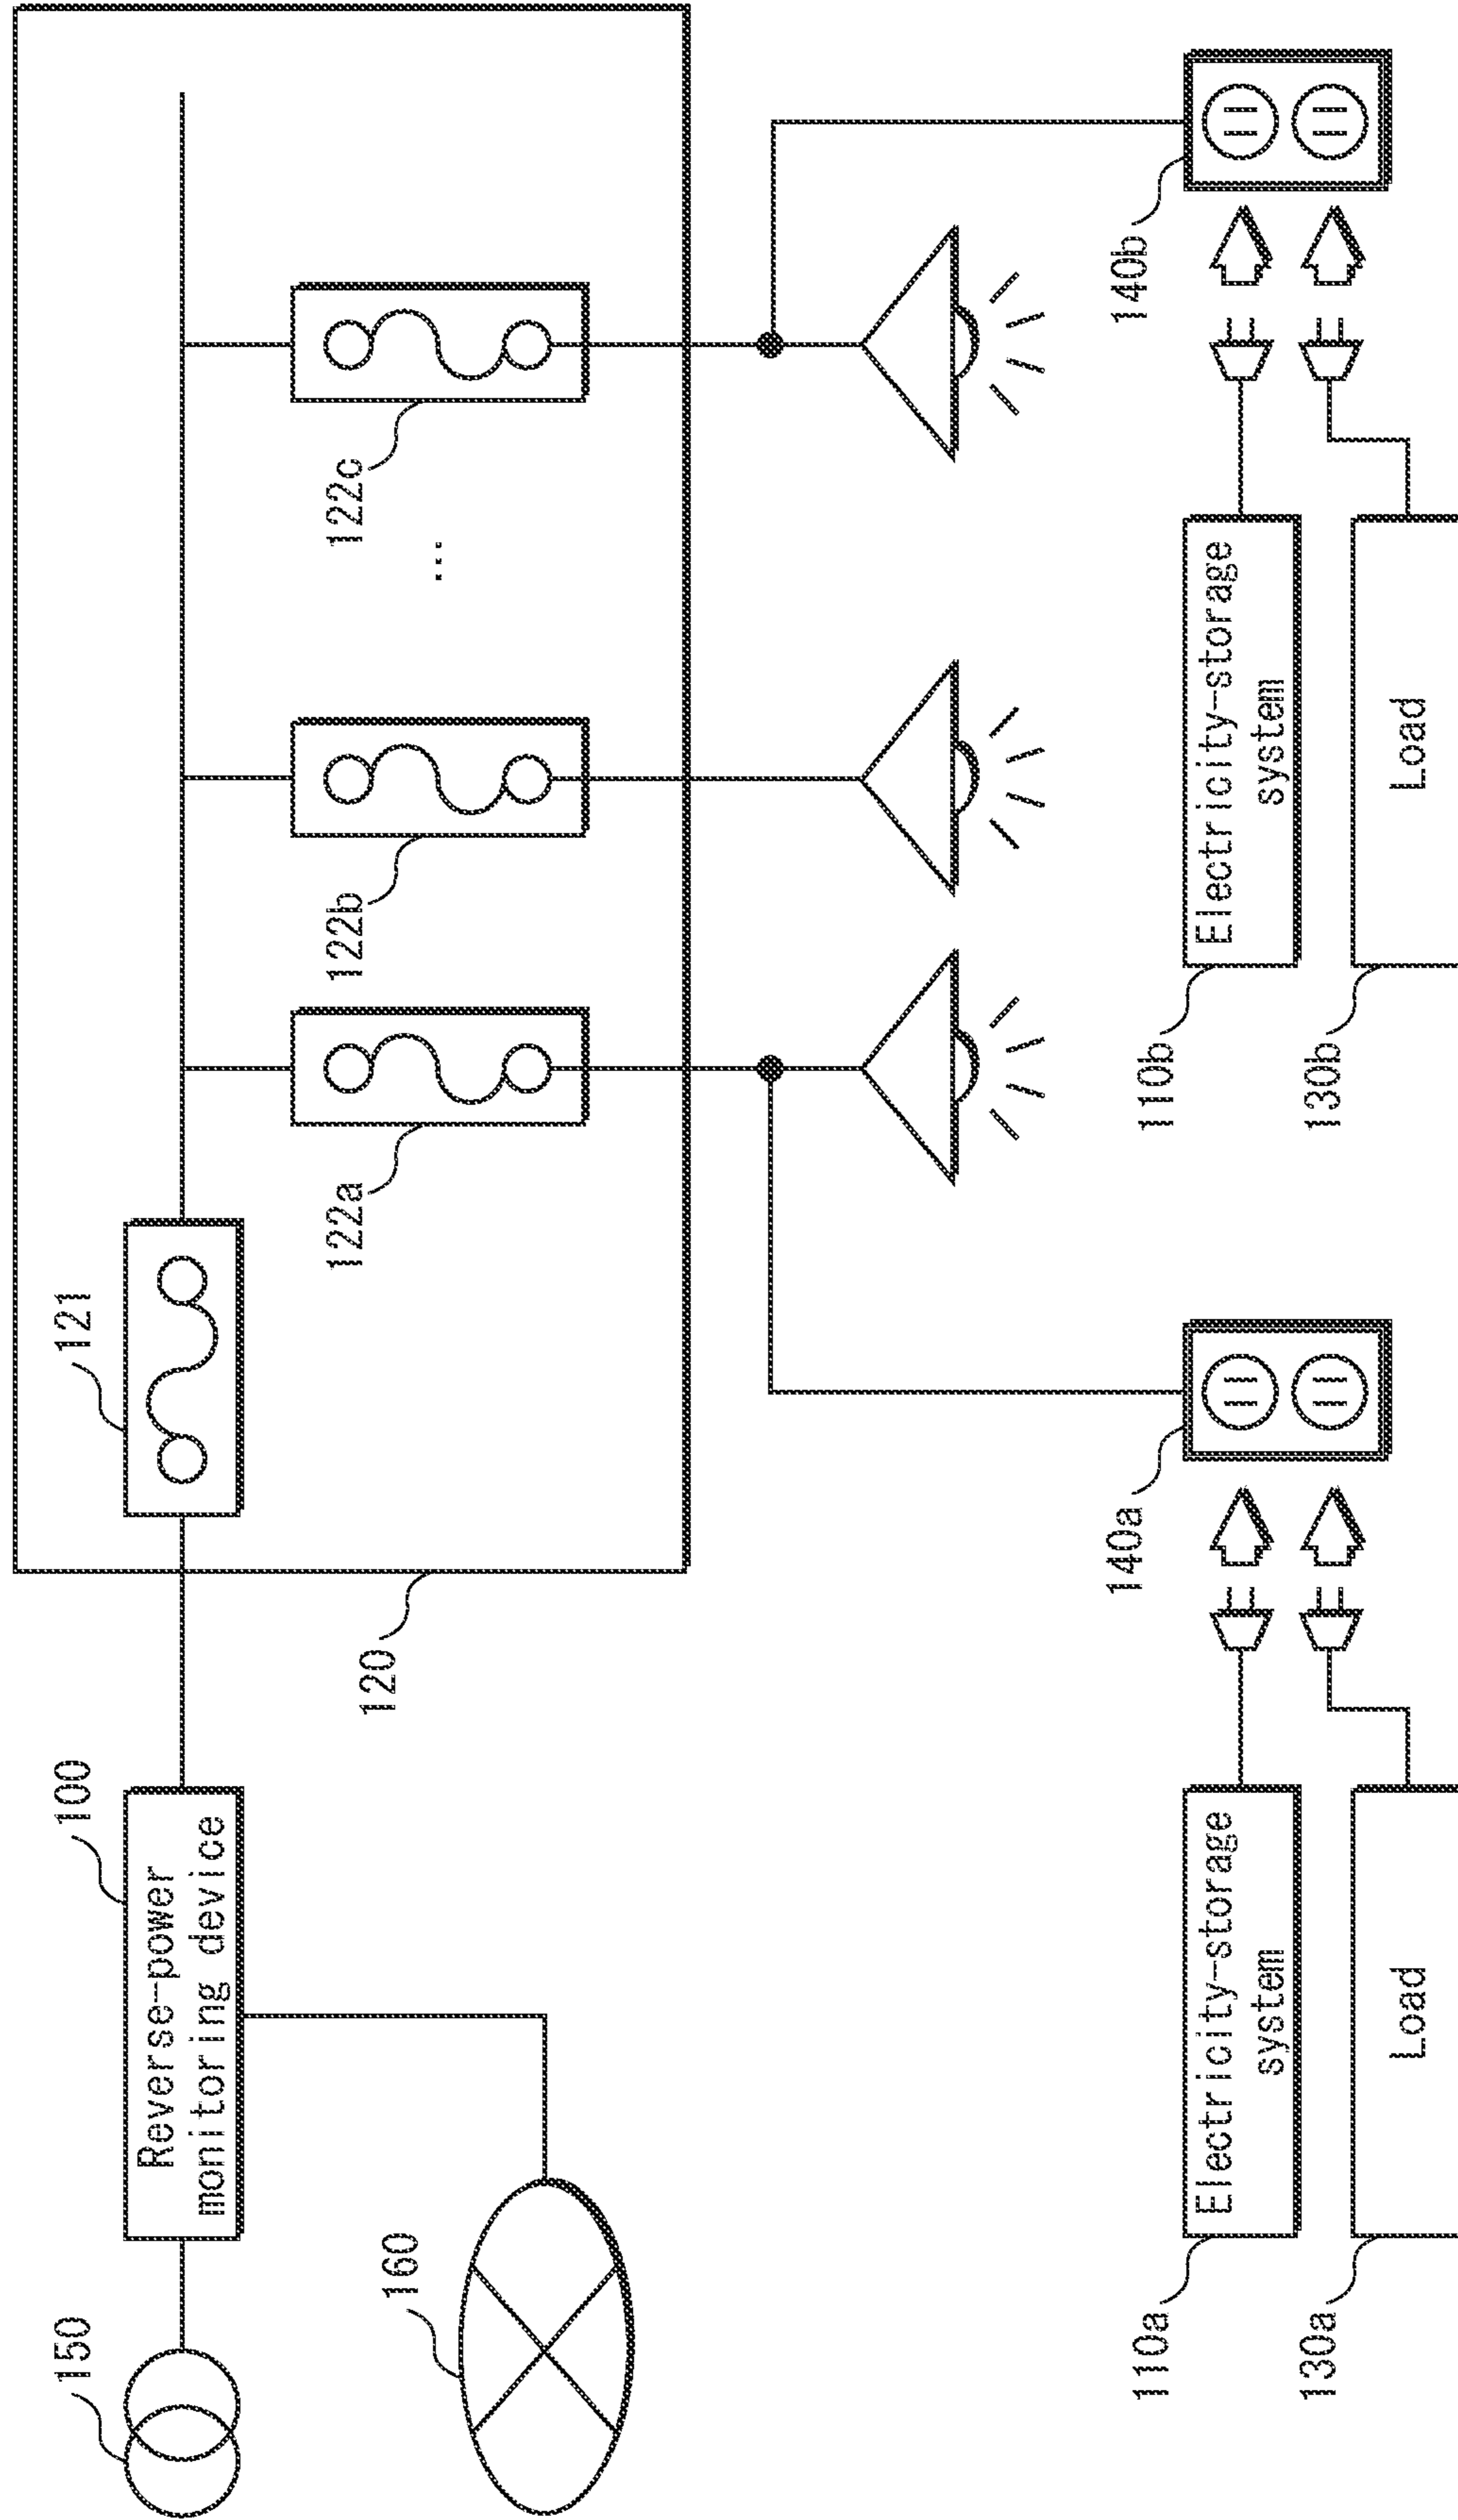 150
100
Reverse-power
monitoring device
160
120
121
122a
122b
122c
...
140a
140b
110a
Electricity-storage
system
130a
Load
110b
Electricity-storage
system
130b
Load